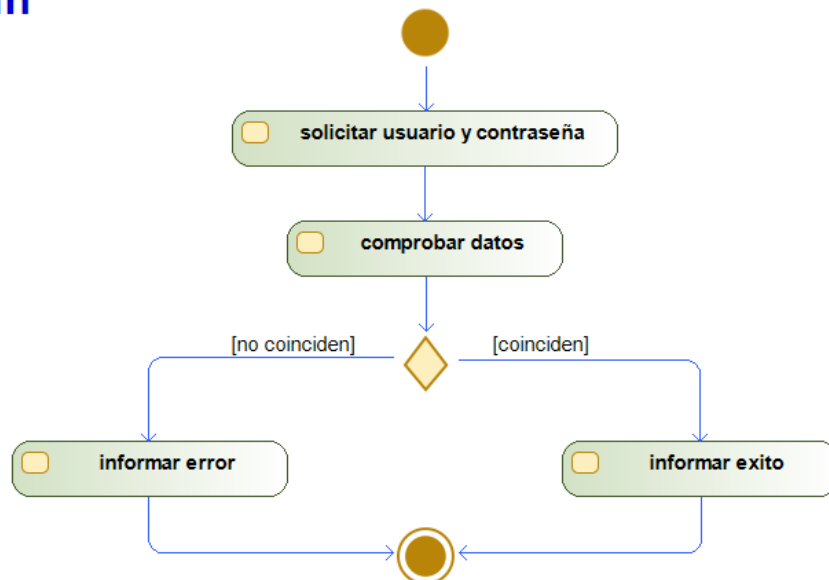 solicitar usuario y contraseña
comprobar datos
[no coinciden]
[coinciden]
informar error
informar exito